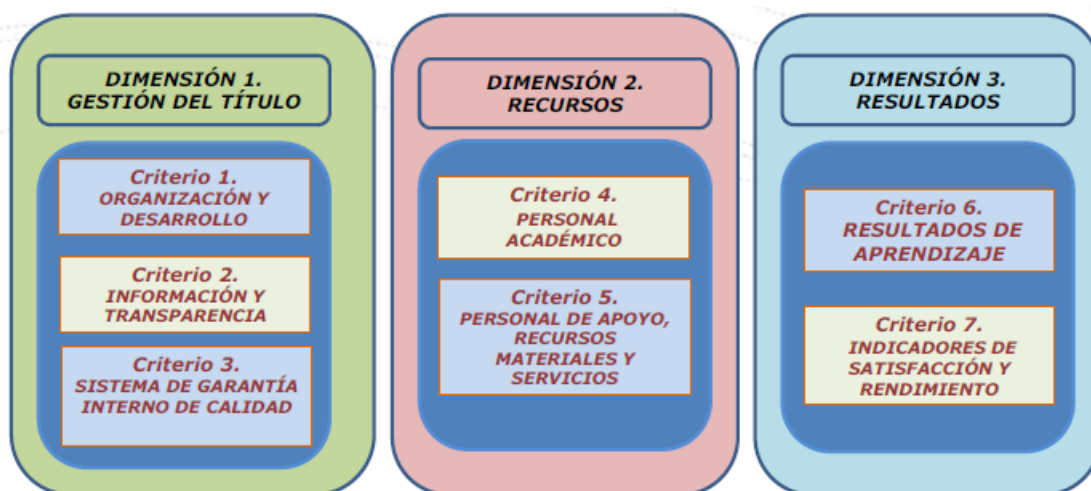 DIMENSIÓN 1.
GESTIÓN DEL TÍTULO
Criterio 1.
ORGANIZACIÓN Y
DESARROLLO
Criterio 2.
INFORMACIÓN Y
TRANSPARENCIA
Criterio 3.
SISTEMA DE GARANTÍA
INTERNO DE CALIDAD
DIMENSIÓN 2.
RECURSOS
Criterio 4.
PERSONAL
ACADÉMICO
Criterio 5.
PERSONAL DE APOYO,
RECURSOS
MATERIALES Y
SERVICIOS
DIMENSIÓN 3.
RESULTADOS
Criterio 6.
RESULTADOS DE
APRENDIZAJE
Criterio 7.
INDICADORES DE
SATISFACCIÓN Y
RENDIMIENTO